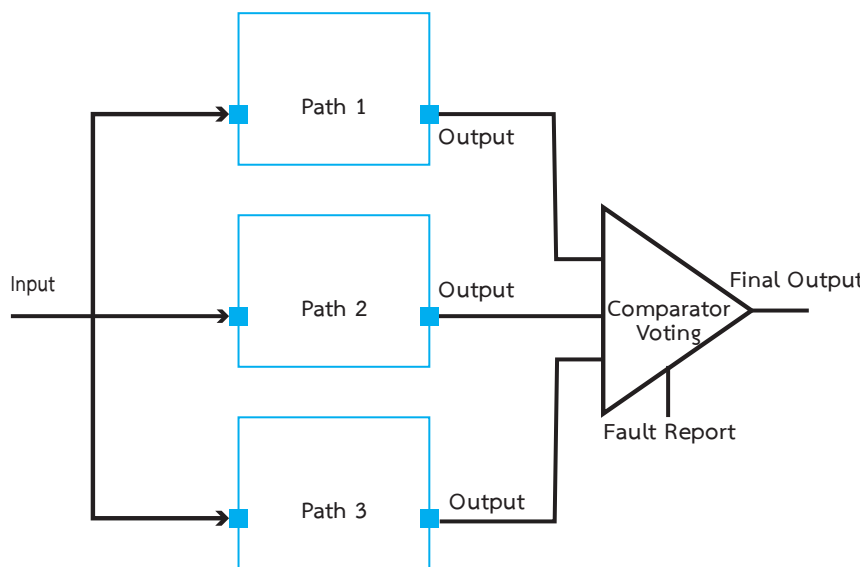 Path 1
Output
Input
Path 2
Output
Comparator
Voting
Final Output
Fault Report
Path 3
Output